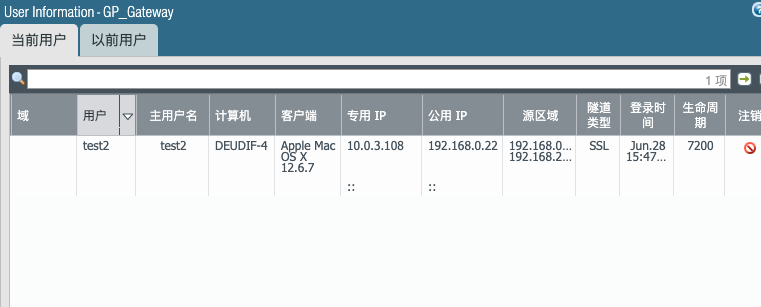 User Information - GP_Gateway
当前用户
以前用户
1 项
域 用户 主用户名 计算机 客户端 专用 IP 公用 IP 源区域 隧道类型 登录时间 生命周期 注销
test2 test2 DEUDIF-4 Apple Mac OS X 12.6.7 10.0.3.108 192.168.0.22 192.168.0... 192.168.2... SSL Jun.28 15:47... 7200
:: ::